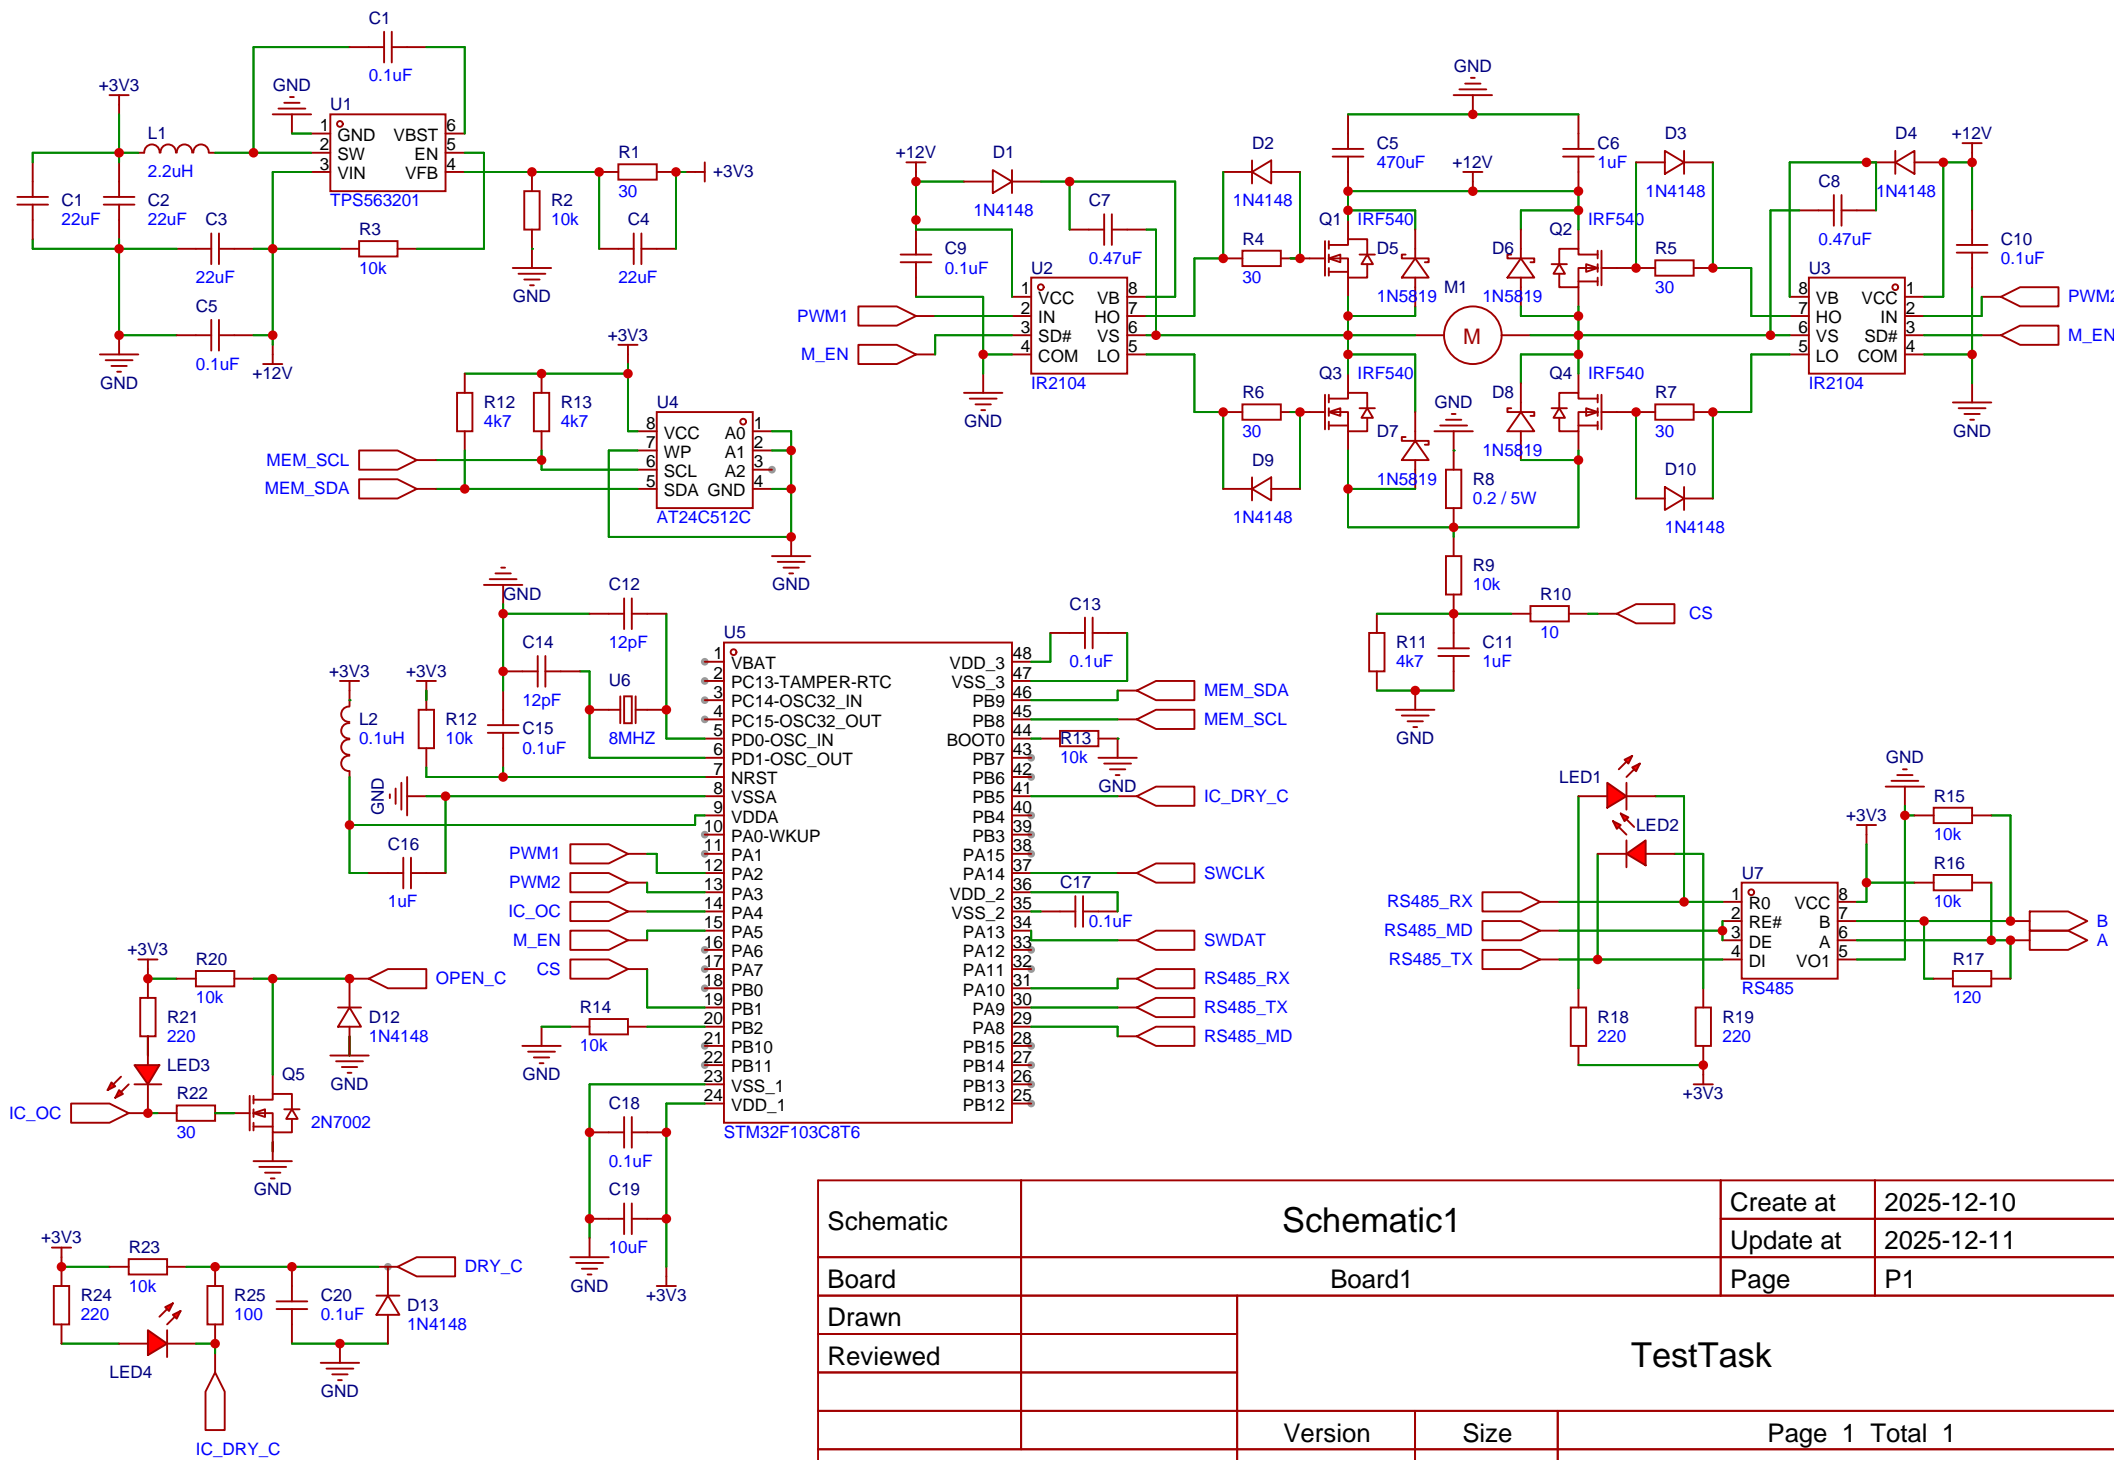 C1
0.1uF
+3V3
GND
U1
1 GND VBST 6
2 SW EN 5
3 VIN VFB 4
TPS563201
L1
2.2uH
C1
22uF
C2
22uF
C3
22uF
R3
10k
C5
0.1uF
GND
+12V
R2
10k
GND
R1
30
+3V3
C4
22uF
+3V3
R12
4k7
R13
4k7
MEM_SCL
MEM_SDA
U4
8 VCC A0 1
7 WP A1 2
6 SCL A2 3
5 SDA GND 4
AT24C512C
GND
+12V
D1
1N4148
C7
0.47uF
C9
0.1uF
U2
1 VCC VB 8
2 IN HO 7
3 SD# VS 6
4 COM LO 5
IR2104
PWM1
M_EN
GND
D2
1N4148
R4
30
R6
30
D9
1N4148
GND
C5
470uF
C6
1uF
+12V
Q1
IRF540
D5
1N5819
D6
1N5819
Q2
IRF540
M1
M
Q3
IRF540
D7
1N5819
D8
1N5819
Q4
IRF540
GND
R8
0.2 / 5W
R9
10k
R10
10
CS
R11
4k7
C11
1uF
GND
D3
1N4148
R5
30
R7
30
D10
1N4148
D4
1N4148
+12V
C8
0.47uF
C10
0.1uF
U3
8 VB VCC 1
7 HO IN 2
6 VS SD# 3
5 LO COM 4
IR2104
PWM2
M_EN
GND
GND
C12
12pF
C14
12pF
C15
0.1uF
U6
8MHZ
+3V3
+3V3
L2
0.1uH
R12
10k
GND
C16
1uF
PWM1
PWM2
IC_OC
M_EN
CS
R14
10k
GND
U5
1 VBAT VDD_3 48
2 PC13-TAMPER-RTC VSS_3 47
3 PC14-OSC32_IN PB9 46
4 PC15-OSC32_OUT PB8 45
5 PD0-OSC_IN BOOT0 44
6 PD1-OSC_OUT PB7 43
7 NRST PB6 42
8 VSSA PB5 41
9 VDDA PB4 40
10 PA0-WKUP PB3 39
11 PA1 PA15 38
12 PA2 PA14 37
13 PA3 VDD_2 36
14 PA4 VSS_2 35
15 PA5 PA13 34
16 PA6 PA12 33
17 PA7 PA11 32
18 PB0 PA10 31
19 PB1 PA9 30
20 PB2 PA8 29
21 PB10 PB15 28
22 PB11 PB14 27
23 VSS_1 PB13 26
24 VDD_1 PB12 25
STM32F103C8T6
C18
0.1uF
C19
10uF
GND
+3V3
C13
0.1uF
MEM_SDA
MEM_SCL
R13
10k
GND
IC_DRY_C
SWCLK
C17
0.1uF
SWDAT
RS485_RX
RS485_TX
RS485_MD
LED1
LED2
RS485_RX
RS485_MD
RS485_TX
R18
220
R19
220
+3V3
GND
+3V3
U7
1 R0 VCC 8
2 RE# B 7
3 DE A 6
4 DI VO1 5
RS485
R15
10k
R16
10k
R17
120
B
A
+3V3
R20
10k
OPEN_C
R21
220
D12
1N4148
GND
LED3
Q5
2N7002
IC_OC
R22
30
GND
+3V3
R23
10k
DRY_C
R24
220
R25
100
C20
0.1uF
D13
1N4148
LED4
GND
IC_DRY_C
Schematic Schematic1 Create at 2025-12-10
Update at 2025-12-11
Board Board1 Page P1
Drawn
Reviewed
TestTask
Version Size Page 1 Total 1